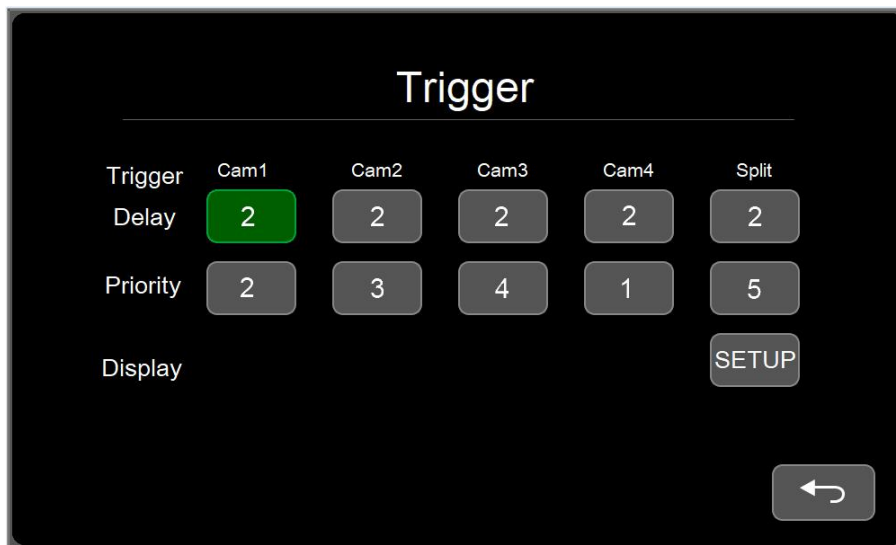 Trigger
Trigger Cam1 Cam2 Cam3 Cam4 Split
Delay 2 2 2 2 2
Priority 2 3 4 1 5
Display SETUP